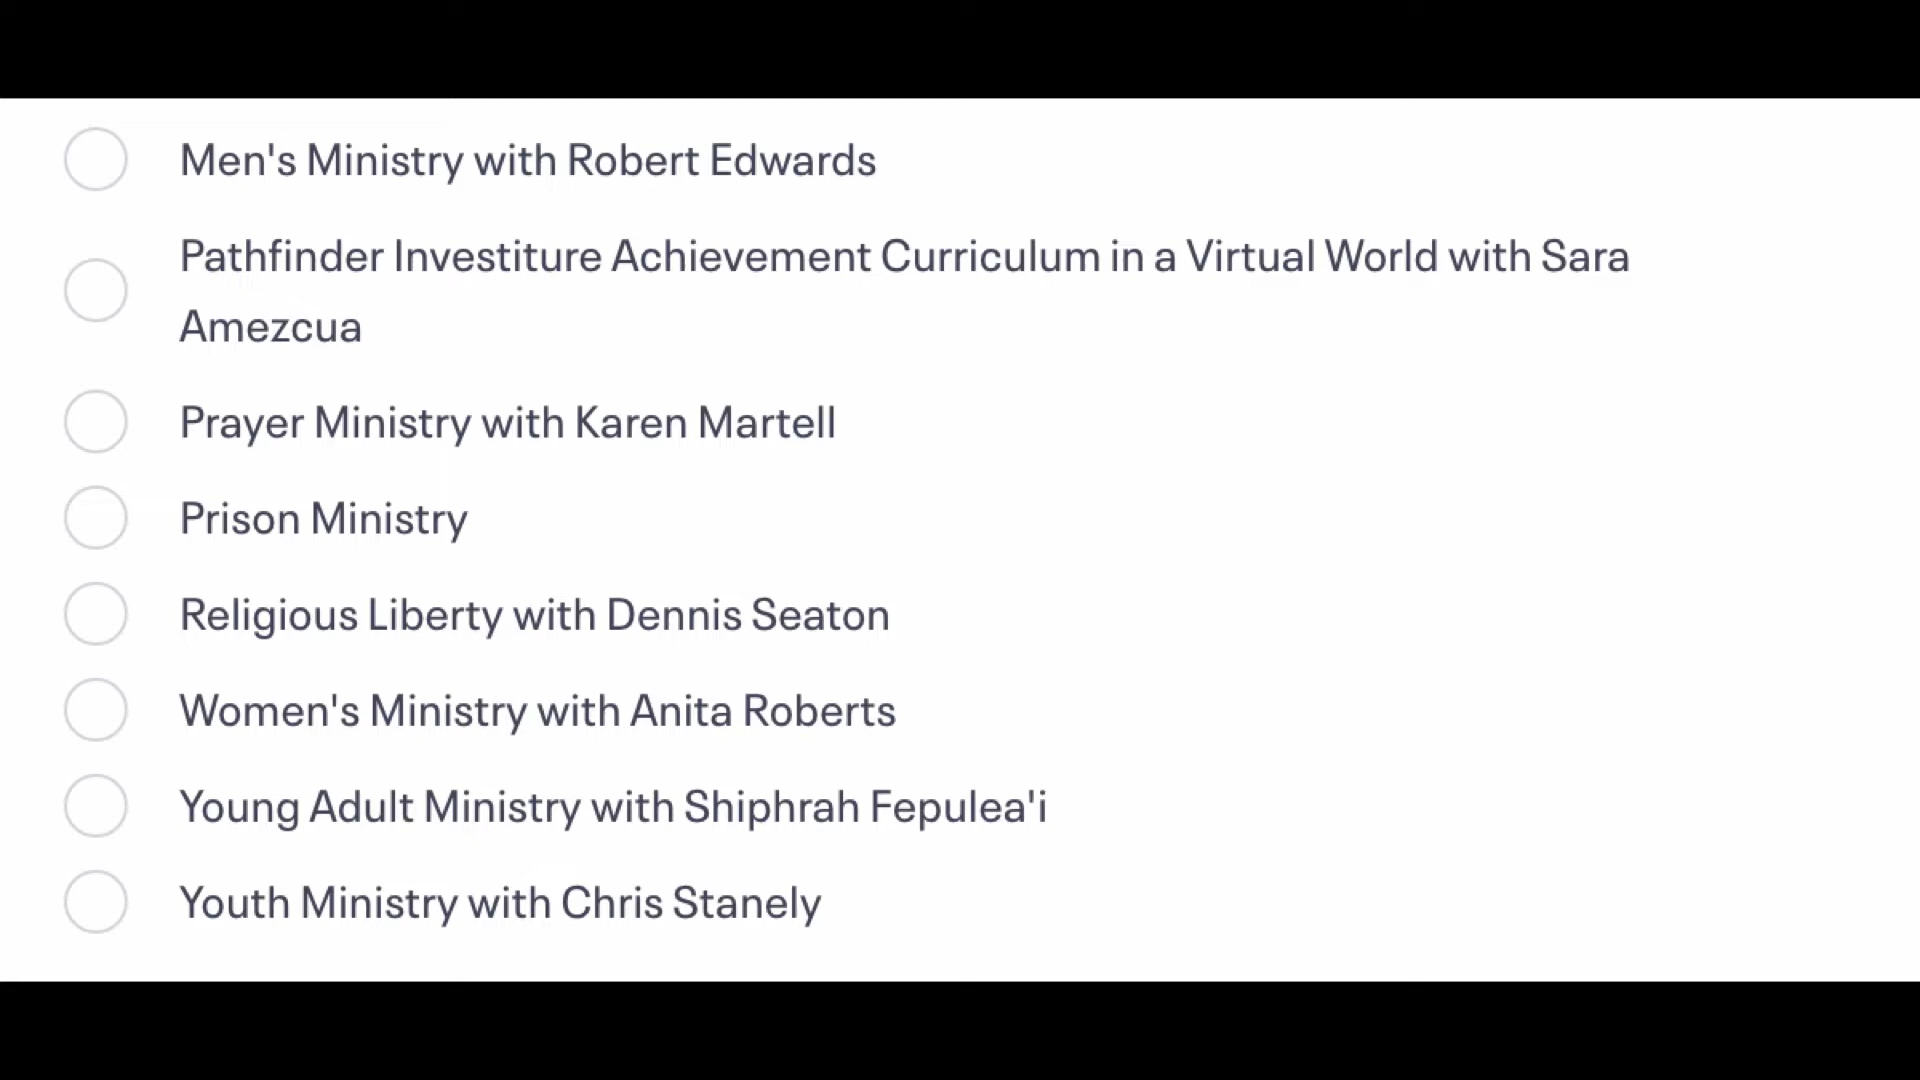 Men's Ministry with Robert Edwards
Pathfinder Investiture Achievement Curriculum in a Virtual World with Sara
Amezcua
Prayer Ministry with Karen Martell
Prison Ministry
Religious Liberty with Dennis Seaton
Women's Ministry with Anita Roberts
Young Adult Ministry with Shiphrah Fepulea'i
Youth Ministry with Chris Stanely